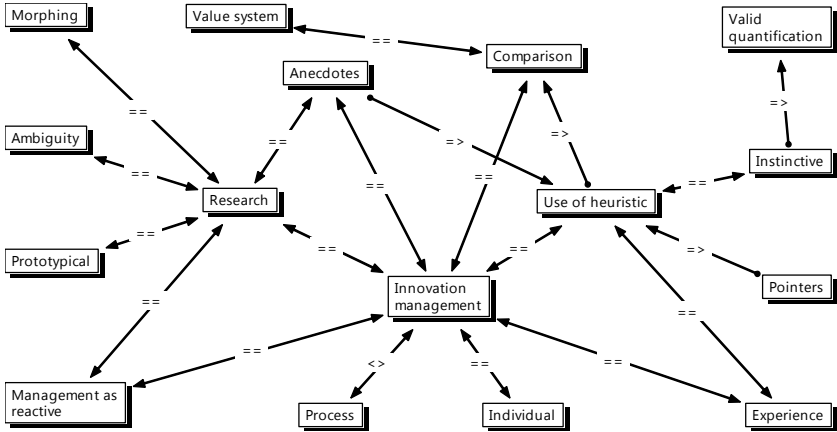 Morphing
Value system
Valid
quantification
==
Comparison
Anecdotes
==
=>
=>
Ambiguity
==
=>
Instinctive
==
==
==
==
Research
Use of heuristic
==
==
Prototypical
==
==
=>
Innovation
management
Pointers
==
==
==
==
<>
==
Management as
reactive
Process
Individual
Experience